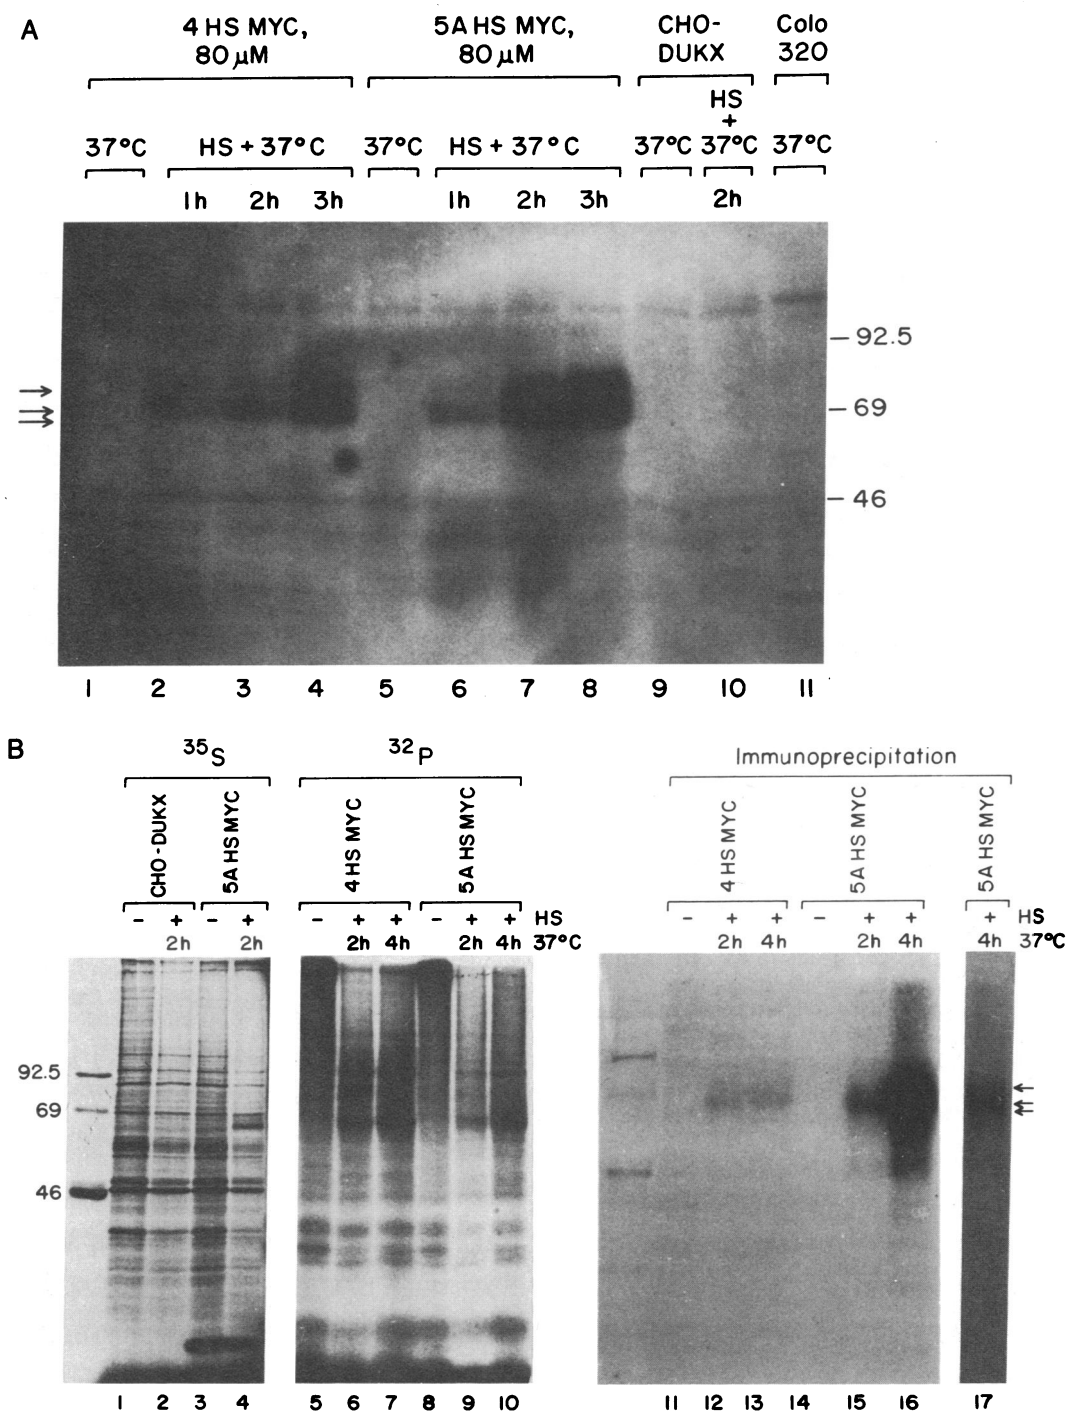 A
4 HS MYC, 5A HS MYC, CHO- Colo
80 μM 80 μM DUKX 320
HS
+
37°C HS + 37°C 37°C HS + 37°C 37°C 37°C 37°C
1h 2h 3h 1h 2h 3h 2h
92.5
69
46
1 2 3 4 5 6 7 8 9 10 11
B
35S 32P Immunoprecipitation
CHO-DUKX 5A HS MYC 4 HS MYC 5A HS MYC 4 HS MYC 5A HS MYC 5A HS MYC
- + - + - + + - + + HS - + + - + + + HS
2h 2h 2h 4h 2h 4h 37°C 2h 4h 2h 4h 4h 37°C
92.5
69
46
1 2 3 4 5 6 7 8 9 10 11 12 13 14 15 16 17